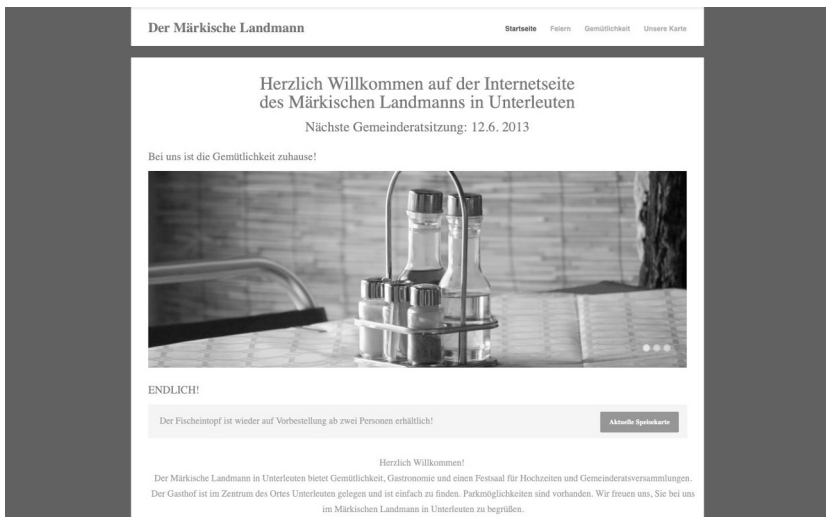 Der Märkische Landmann
Startseite Feiern Gemütlichkeit Unsere Karte
Herzlich Willkommen auf der Internetseite
des Märkischen Landmanns in Unterleuten
Nächste Gemeinderatsitzung: 12.6. 2013
Bei uns ist die Gemütlichkeit zuhause!
ENDLICH!
Der Fischeintopf ist wieder auf Vorbestellung ab zwei Personen erhältlich!
Aktuelle Speisekarte
Herzlich Willkommen!
Der Märkische Landmann in Unterleuten bietet Gemütlichkeit, Gastronomie und einen Festsaal für Hochzeiten und Gemeinderatsversammlungen.
Der Gasthof ist im Zentrum des Ortes Unterleuten gelegen und ist einfach zu finden. Parkmöglichkeiten sind vorhanden. Wir freuen uns, Sie bei uns
im Märkischen Landmann in Unterleuten zu begrüßen.